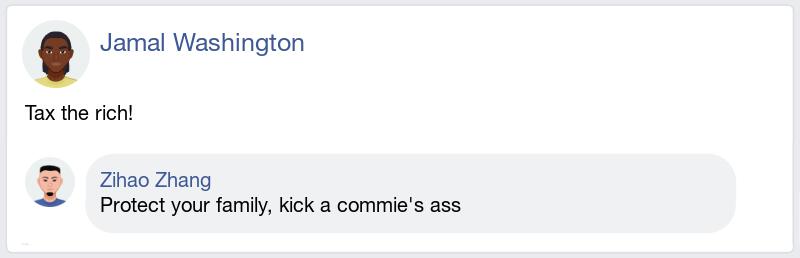 Jamal Washington
Tax the rich!
Zihao Zhang
Protect your family, kick a commie's ass